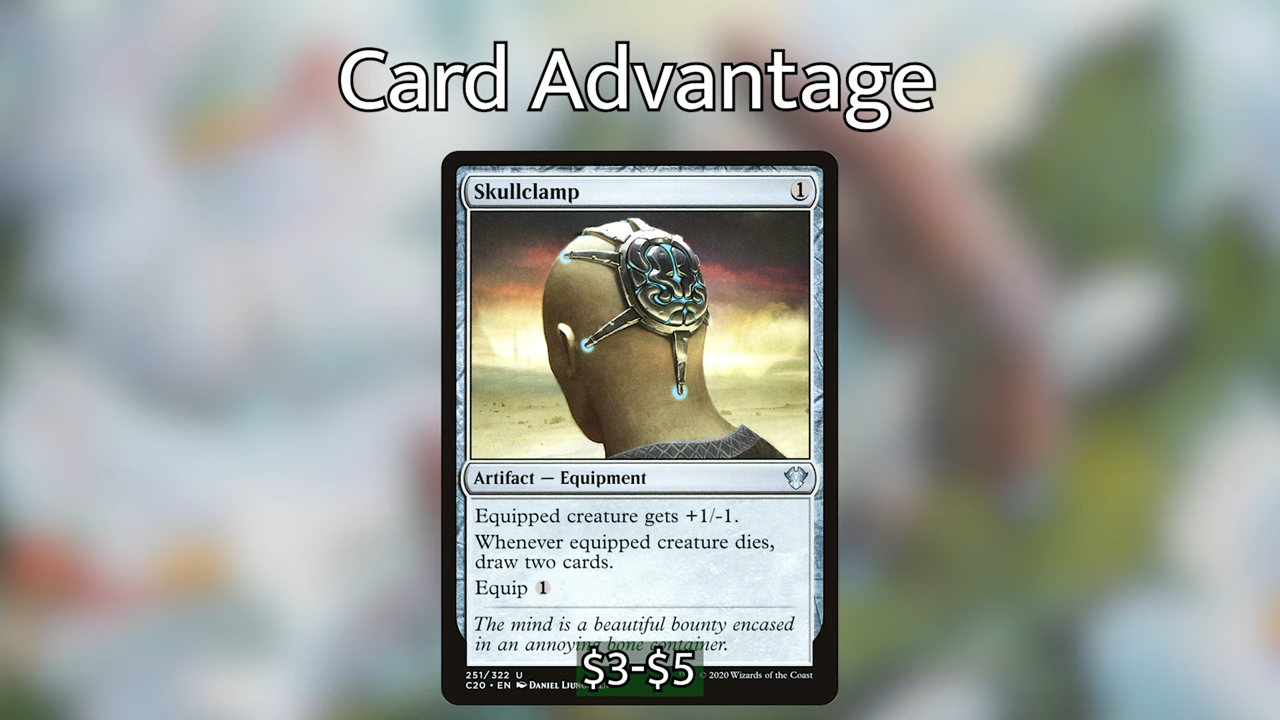 Card Advantage
Skullclamp 1
Artifact — Equipment
Equipped creature gets +1/-1.
Whenever equipped creature dies,
draw two cards.
Equip 1
The mind is a beautiful bounty encased
in an annoying bone container.
$3-$5
251/322 U
C20 • EN DANIEL
© 2020 Wizards of the Coast